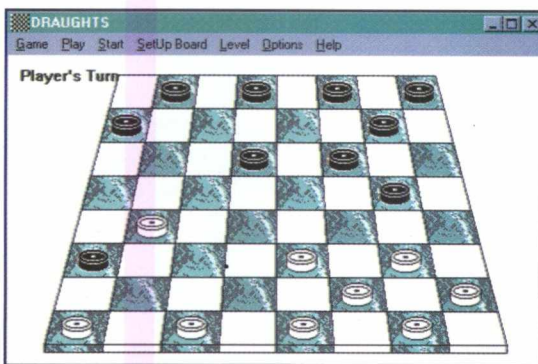 DRAUGHTS
Game Play Start SetUp Board Level Options Help
Player's Turn